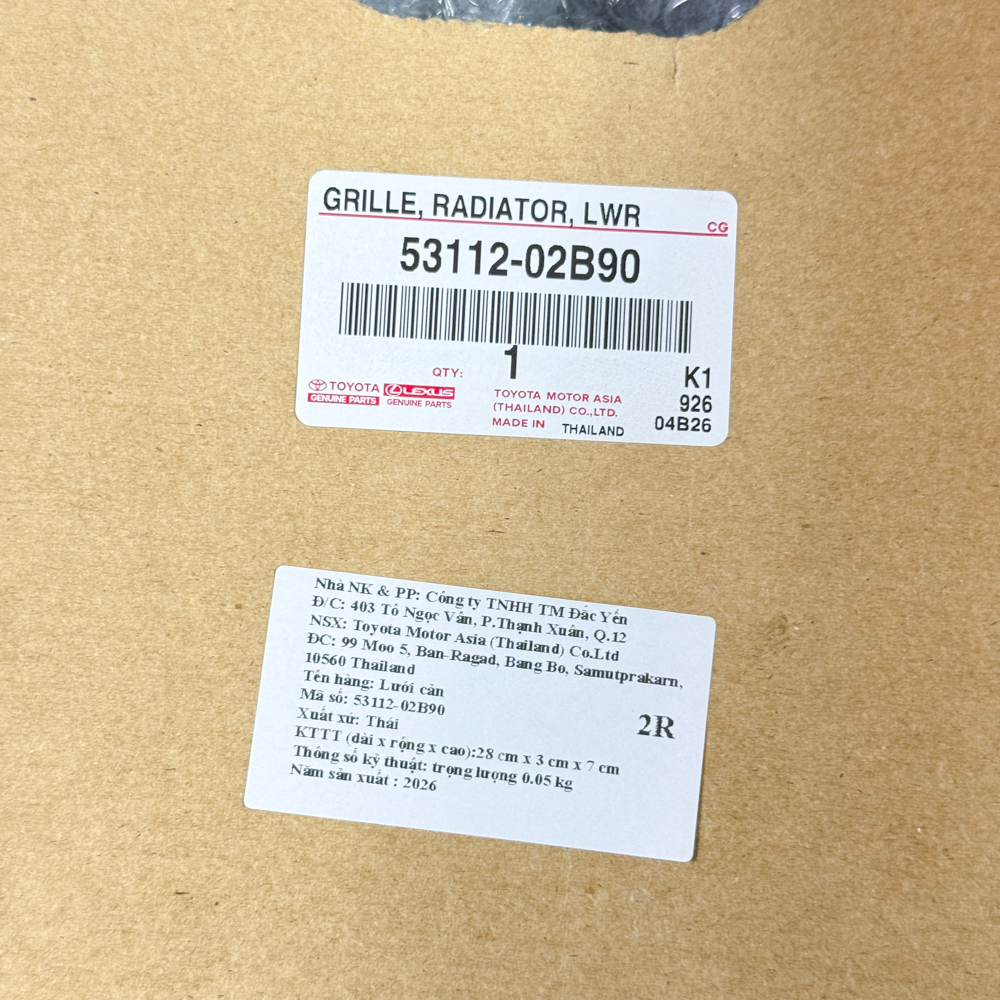 GRILLE, RADIATOR, LWR
CG
53112-02B90
QTY: 1
K1
926
04B26
TOYOTA
GENUINE PARTS
LEXUS
GENUINE PARTS
TOYOTA MOTOR ASIA
(THAILAND) CO.,LTD.
MADE IN THAILAND
Nhà NK & PP: Công ty TNHH TM Đắc Yến
Đ/C: 403 Tô Ngọc Vân, P.Thạnh Xuân, Q.12
NSX: Toyota Motor Asia (Thailand) Co.Ltd
ĐC: 99 Moo 5, Ban-Ragad, Bang Bo, Samutprakarn,
10560 Thailand
Tên hàng: Lưới cản
Mã số: 53112-02B90
Xuất xứ: Thái
KTTT (dài x rộng x cao):28 cm x 3 cm x 7 cm
Thông số kỹ thuật: trọng lượng 0.05 kg
Năm sản xuất : 2026
2R